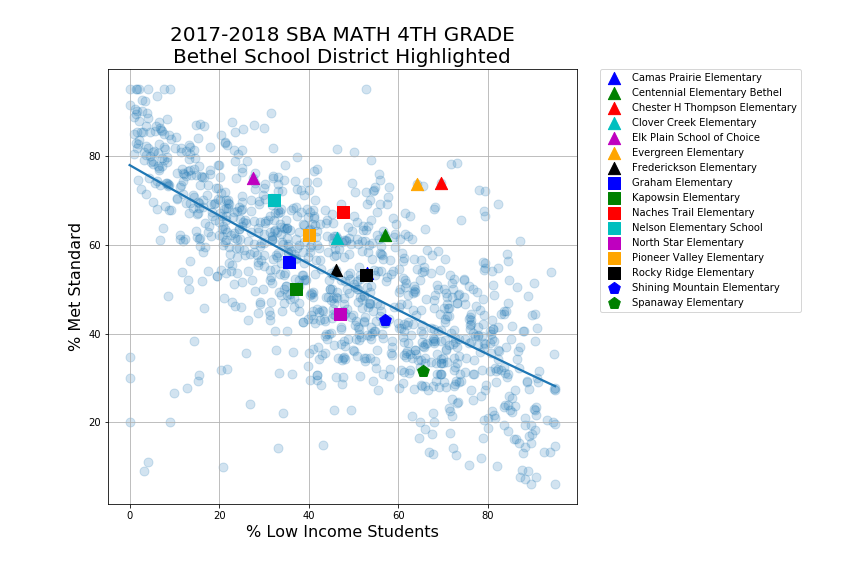 2017-2018 SBA MATH 4TH GRADE
Bethel School District Highlighted
% Met Standard
80
60
40
20
0
20
40
60
80
% Low Income Students
Camas Prairie Elementary
Centennial Elementary Bethel
Chester H Thompson Elementary
Clover Creek Elementary
Elk Plain School of Choice
Evergreen Elementary
Frederickson Elementary
Graham Elementary
Kapowsin Elementary
Naches Trail Elementary
Nelson Elementary School
North Star Elementary
Pioneer Valley Elementary
Rocky Ridge Elementary
Shining Mountain Elementary
Spanaway Elementary